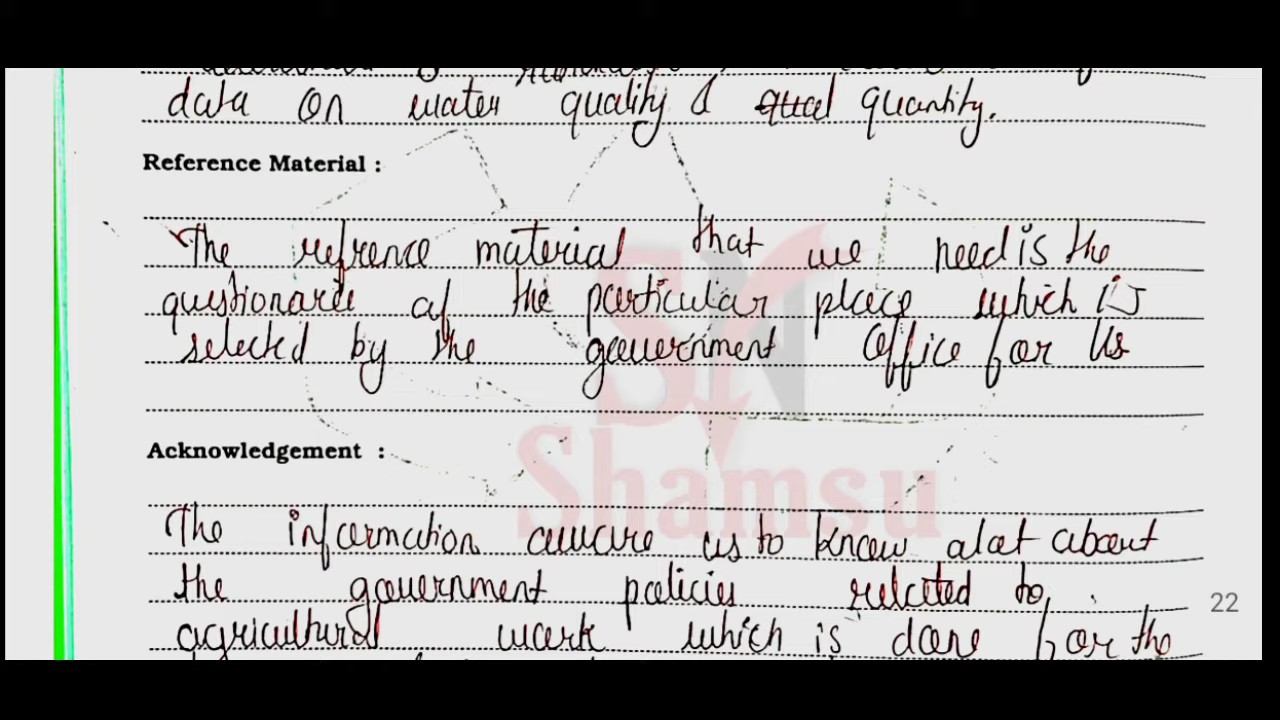 data on water quality & quantity.
Reference Material :
The refrence material that we need is the
questionarie of the particular place which is
selected by the government office for us
Shamsu
Acknowledgement :
The information aware us to know alot about
the government policies related to
agricultural work which is done for the
22